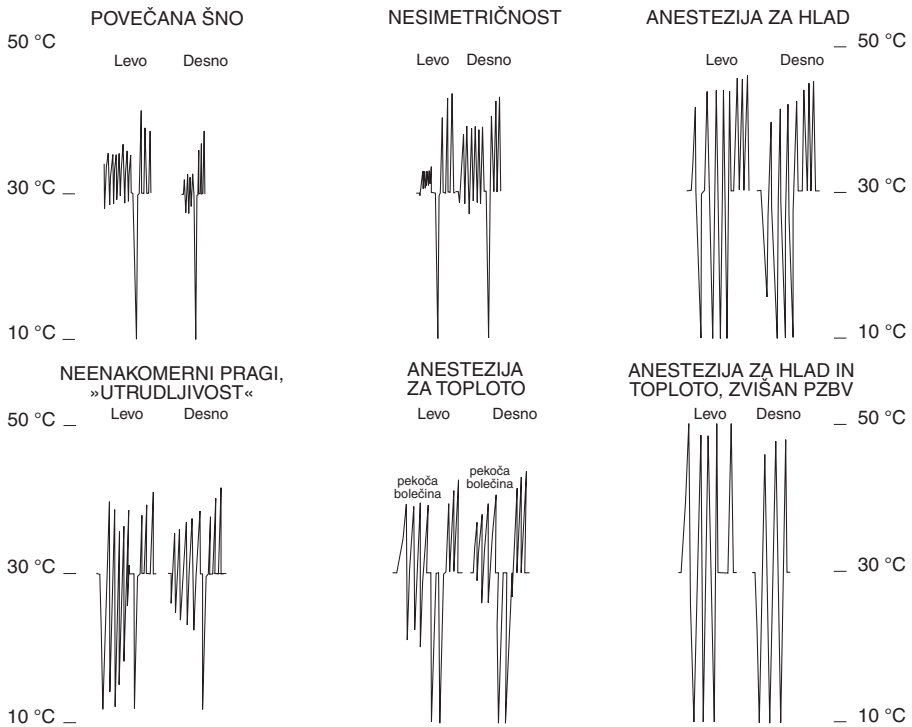 POVEČANA ŠNO
NESIMETRIČNOST
ANESTEZIJA ZA HLAD
50 °C
50 °C
Levo Desno
Levo Desno
Levo Desno
30 °C
30 °C
10 °C
10 °C
NEENAKOMERNI PRAGI,
»UTRUDLJIVOST«
ANESTEZIJA
ZA TOPLOTO
ANESTEZIJA ZA HLAD IN
TOPLOTO, ZVIŠAN PZBV
50 °C
50 °C
Levo Desno
Levo Desno
Levo Desno
pekoča
bolečina
pekoča
bolečina
30 °C
30 °C
10 °C
10 °C